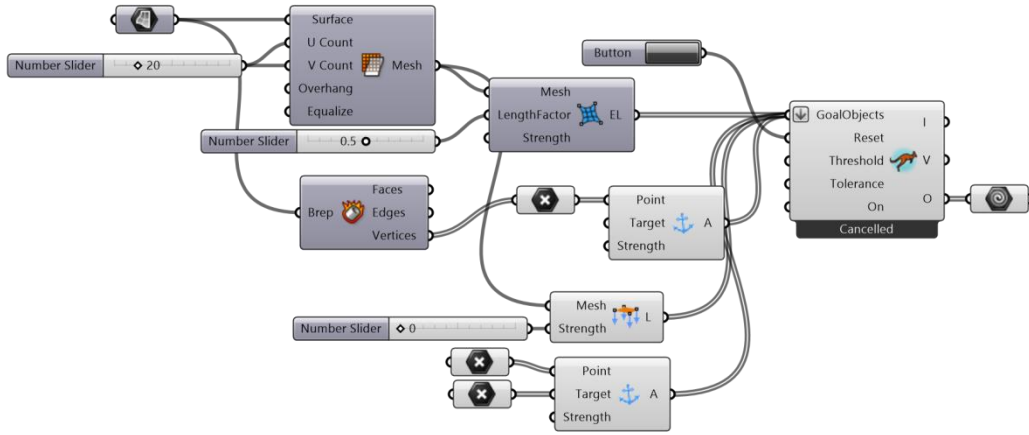 Surface
U Count
V Count
Overhang
Equalize
Mesh
Number Slider
20
Number Slider
0.5
Mesh
LengthFactor
Strength
EL
Button
GoalObjects
Reset
Threshold
Tolerance
On
I
V
O
Cancelled
Brep
Faces
Edges
Vertices
Point
Target
Strength
A
Number Slider
0
Mesh
Strength
L
Point
Target
Strength
A